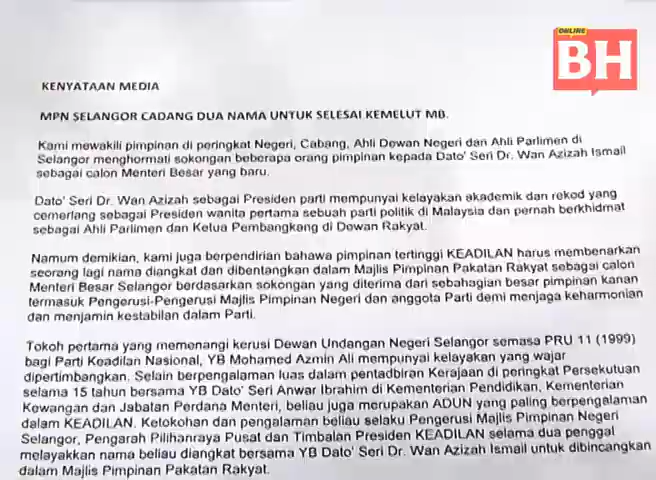 ONLINE
BH
KENYATAAN MEDIA
MPN SELANGOR CADANG DUA NAMA UNTUK SELESAI KEMELUT MB.
Kami mewakili pimpinan di peringkat Negeri, Cabang, Ahli Dewan Negeri dan Ahli Parlimen di
Selangor menghormati sokongan beberapa orang pimpinan kepada Dato' Seri Dr. Wan Azizah Ismail
sebagai calon Menteri Besar yang baru.
Dato' Seri Dr. Wan Azizah sebagai Presiden parti mempunyai kelayakan akademik dan rekod yang
cemerlang sebagai Presiden wanita pertama sebuah parti politik di Malaysia dan pernah berkhidmat
sebagai Ahli Parlimen dan Ketua Pembangkang di Dewan Rakyat.
Namum demikian, kami juga berpendirian bahawa pimpinan tertinggi KEADILAN harus membenarkan
seorang lagi nama diangkat dan dibentangkan dalam Majlis Pimpinan Pakatan Rakyat sebagai calon
Menteri Besar Selangor berdasarkan sokongan yang diterima dari sebahagian besar pimpinan kanan
termasuk Pengerusi-Pengerusi Majlis Pimpinan Negeri dan anggota Parti demi menjaga keharmonian
dan menjamin kestabilan dalam Parti.
Tokoh pertama yang memenangi kerusi Dewan Undangan Negeri Selangor semasa PRU 11 (1999)
bagi Parti Keadilan Nasional, YB Mohamed Azmin Ali mempunyai kelayakan yang wajar
dipertimbangkan. Selain berpengalaman luas dalam pentadbiran Kerajaan di peringkat Persekutuan
selama 15 tahun bersama YB Dato' Seri Anwar Ibrahim di Kementerian Pendidikan, Kementerian
Kewangan dan Jabatan Perdana Menteri, beliau juga merupakan ADUN yang paling berpengalaman
dalam KEADILAN. Ketokohan dan pengalaman beliau selaku Pengerusi Majlis Pimpinan Negeri
Selangor, Pengarah Pilihanraya Pusat dan Timbalan Presiden KEADILAN selama dua penggal
melayakkan nama beliau diangkat bersama YB Dato' Seri Dr. Wan Azizah Ismail untuk dibincangkan
dalam Majlis Pimpinan Pakatan Rakyat.